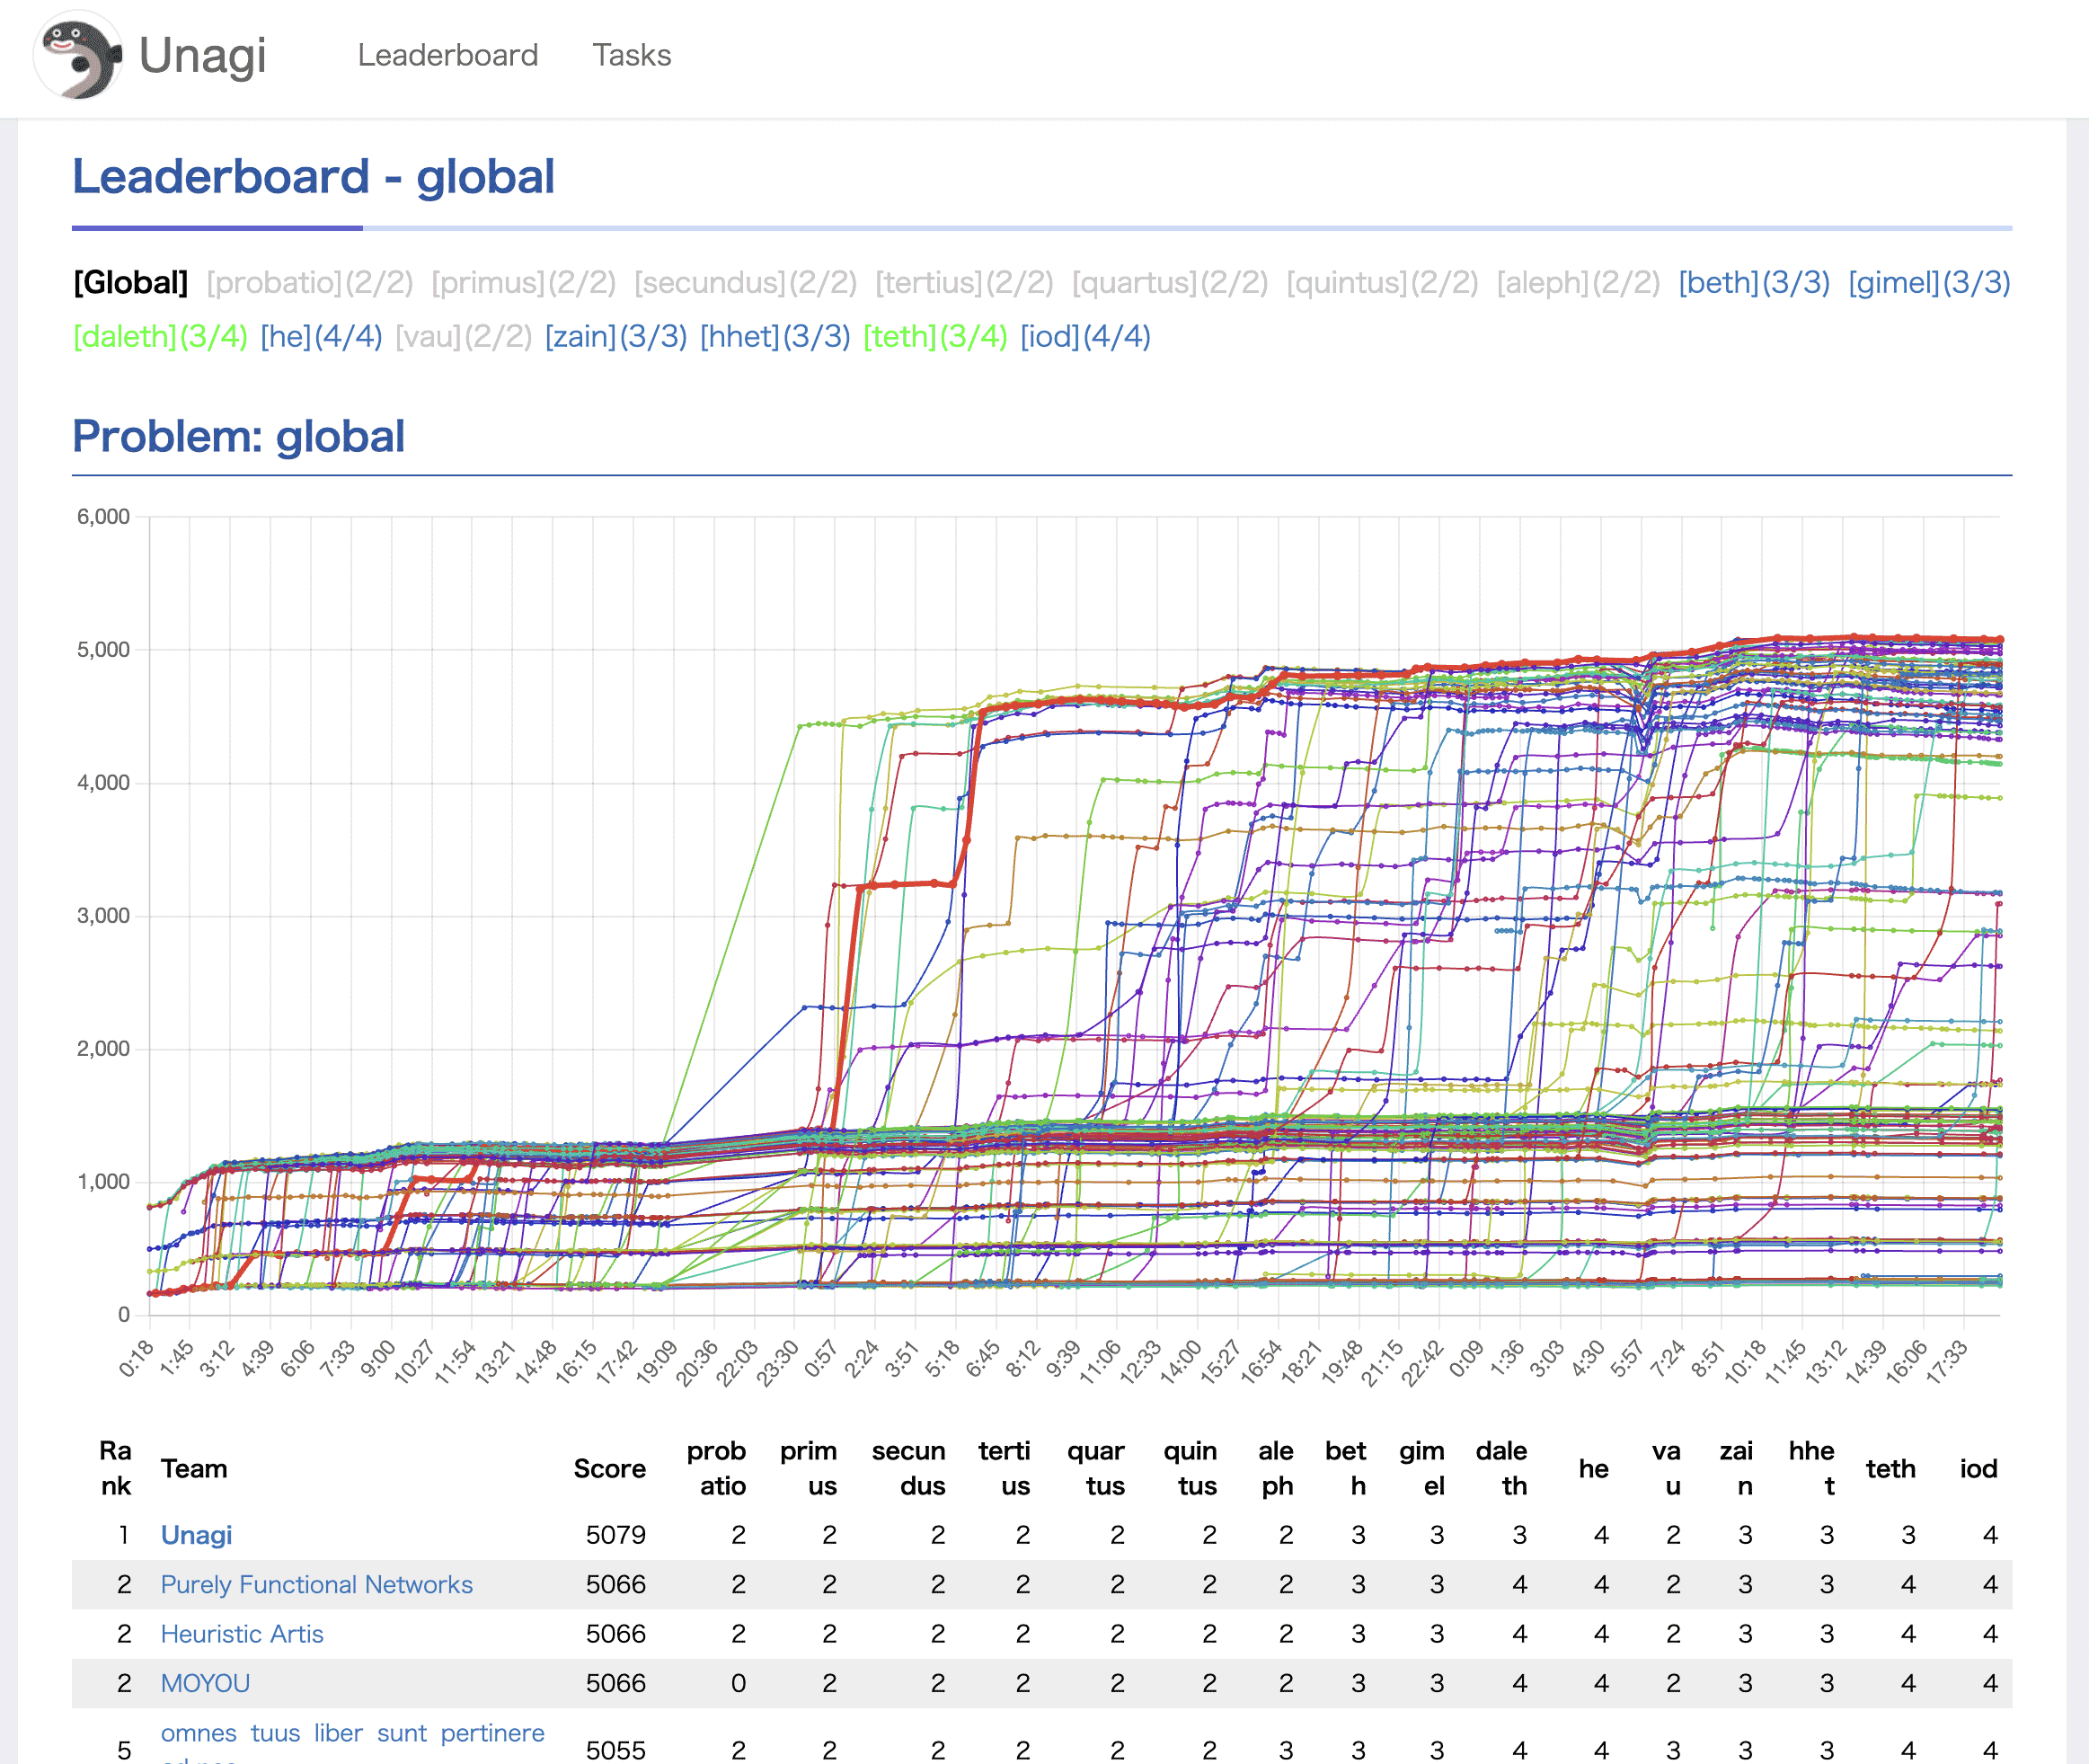 Unagi Leaderboard Tasks
Leaderboard - global
[Global] [probatio](2/2) [primus](2/2) [secundus](2/2) [tertius](2/2) [quartus](2/2) [quintus](2/2) [aleph](2/2) [beth](3/3) [gimel](3/3)
[daleth](3/4) [he](4/4) [vau](2/2) [zain](3/3) [hhet](3/3) [teth](3/4) [iod](4/4)
Problem: global
6,000
5,000
4,000
3,000
2,000
1,000
0
0:18 1:45 3:12 4:39 6:06 7:33 9:00 10:27 11:54 13:21 14:48 16:15 17:42 19:09 20:36 22:03 23:30 0:57 2:24 3:51 5:18 6:45 8:12 9:39 11:06 12:33 14:00 15:27 16:54 18:21 19:48 21:15 22:42 0:09 1:36 3:03 4:30 5:57 7:24 8:51 10:18 11:45 13:12 14:39 16:06 17:33
Ra prob prim secun terti quar quin ale bet gim dale va zai hhe
Team Score he teth iod
nk atio us dus us tus tus ph h el th u n t
1 Unagi 5079 2 2 2 2 2 2 2 3 3 3 4 2 3 3 3 4
2 Purely Functional Networks 5066 2 2 2 2 2 2 2 3 3 4 4 2 3 3 4 4
2 Heuristic Artis 5066 2 2 2 2 2 2 2 3 3 4 4 2 3 3 4 4
2 MOYOU 5066 0 2 2 2 2 2 2 3 3 4 4 2 3 3 4 4
omnes tuus liber sunt pertinere
5 5055 2 2 2 2 2 2 3 3 3 4 4 3 3 3 4 4